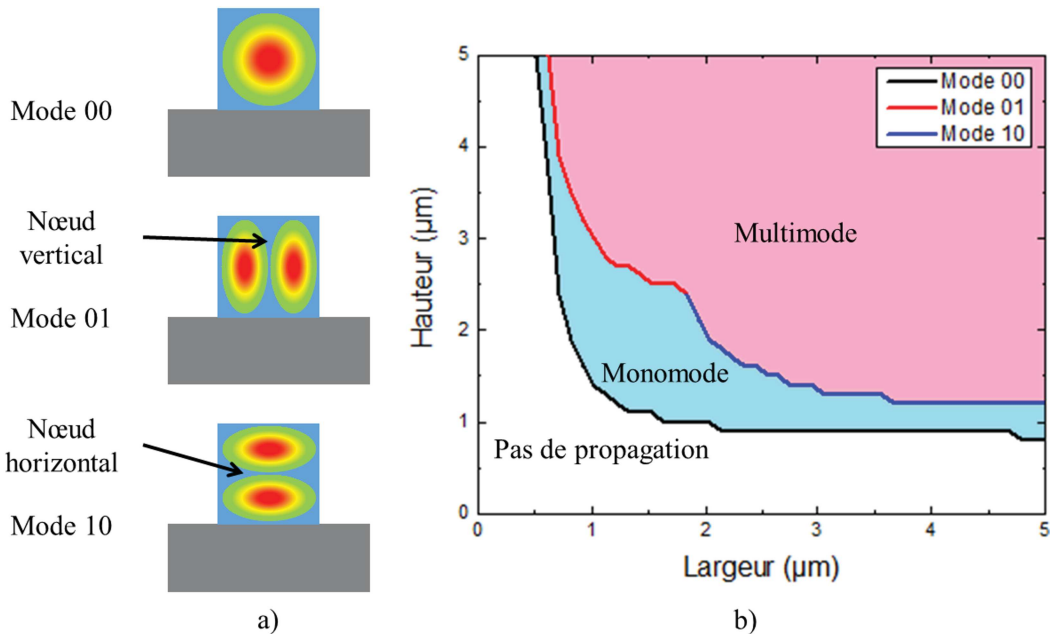 Mode 00
Nœud
vertical
Mode 01
Nœud
horizontal
Mode 10
a)
b)
Hauteur (µm)
5
4
3
2
1
0
Mode 00
Mode 01
Mode 10
Multimode
Monomode
Pas de propagation
0 1 2 3 4 5
Largeur (µm)